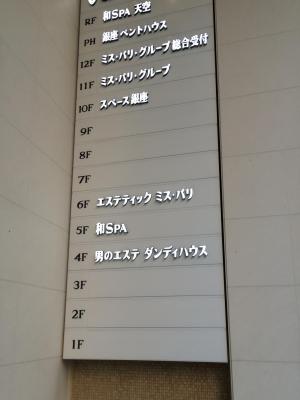 RF 和SPA 天空
PH 銀座 ペントハウス
12F ミス・パリ・グループ 総合受付
11F ミス・パリ・グループ
10F スペース 銀座
9F
8F
7F
6F エステティック ミス・パリ
5F 和SPA
4F 男のエステ ダンディハウス
3F
2F
1F